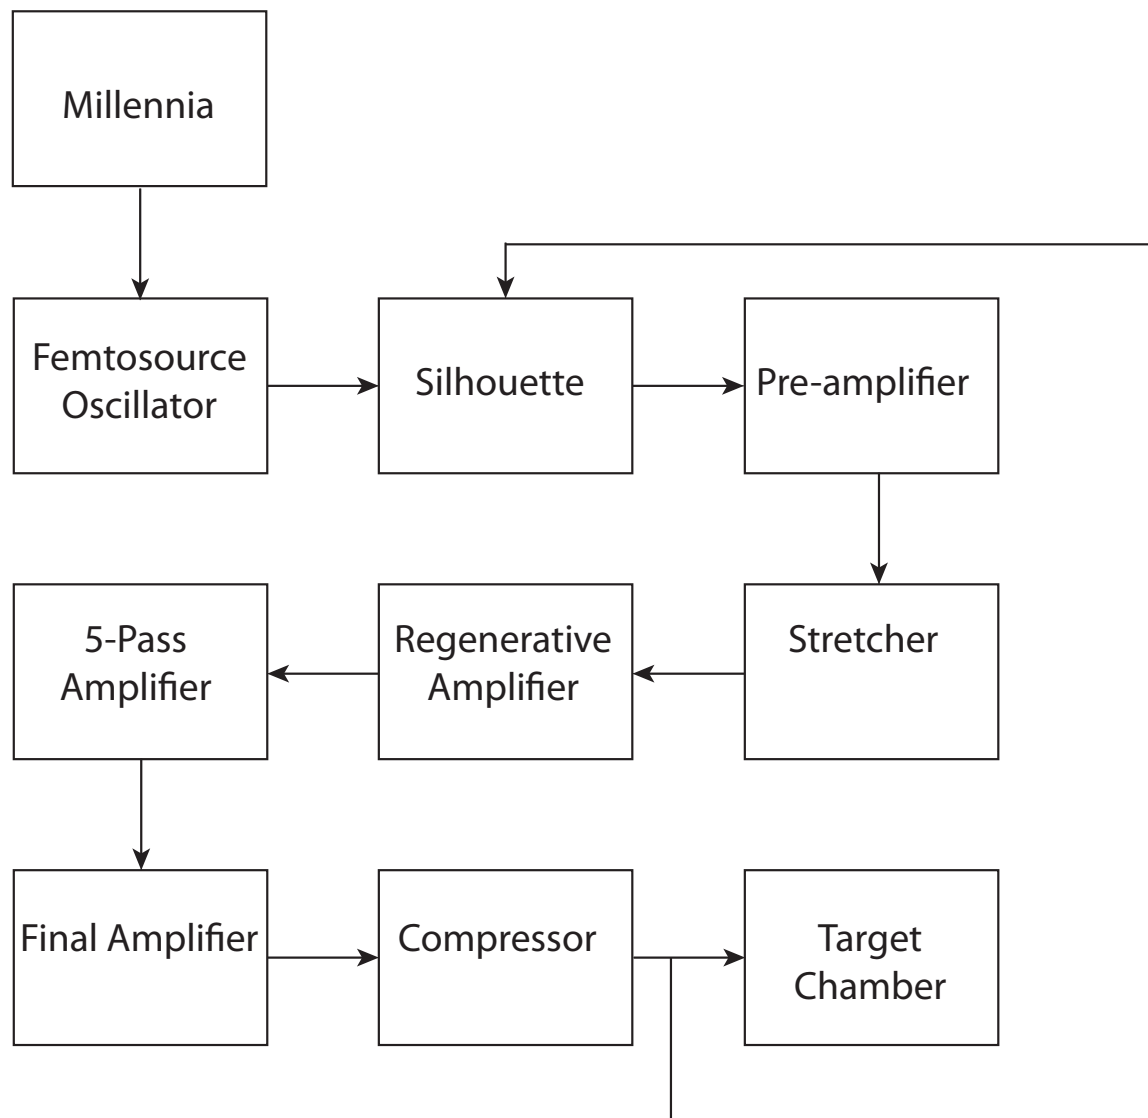 Millennia
Femtosource
Oscillator
Silhouette
Pre-amplifier
5-Pass
Amplifier
Regenerative
Amplifier
Stretcher
Final Amplifier
Compressor
Target
Chamber